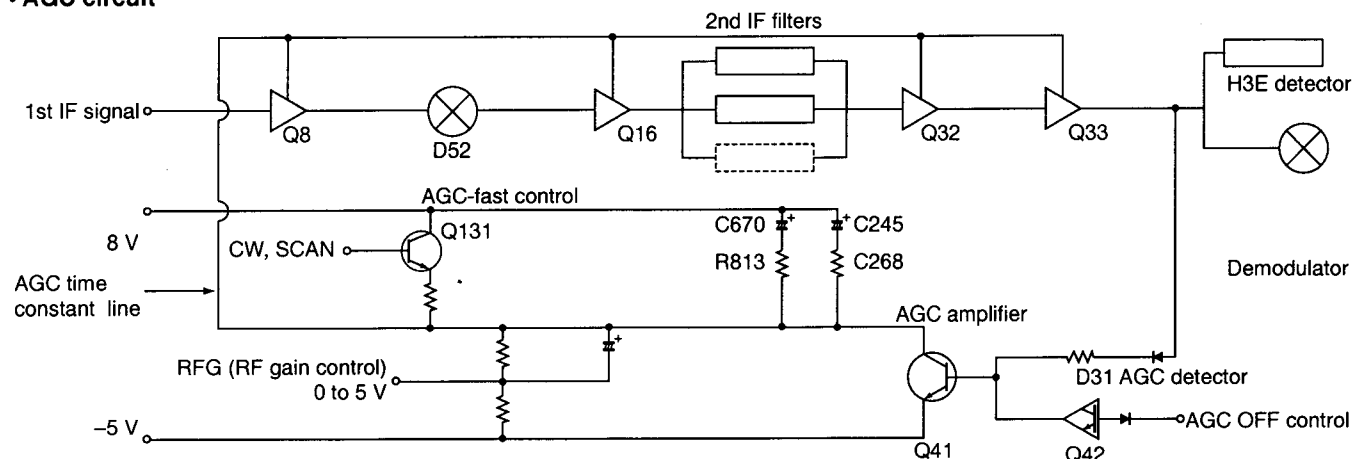 • AGC circuit
2nd IF filters
1st IF signal
Q8
D52
Q16
Q32
Q33
H3E detector
AGC-fast control
8 V
Q131
CW, SCAN
C670
C245
R813
C268
Demodulator
AGC time
constant line
AGC amplifier
RFG (RF gain control)
0 to 5 V
D31 AGC detector
–5 V
Q41
Q42
AGC OFF control